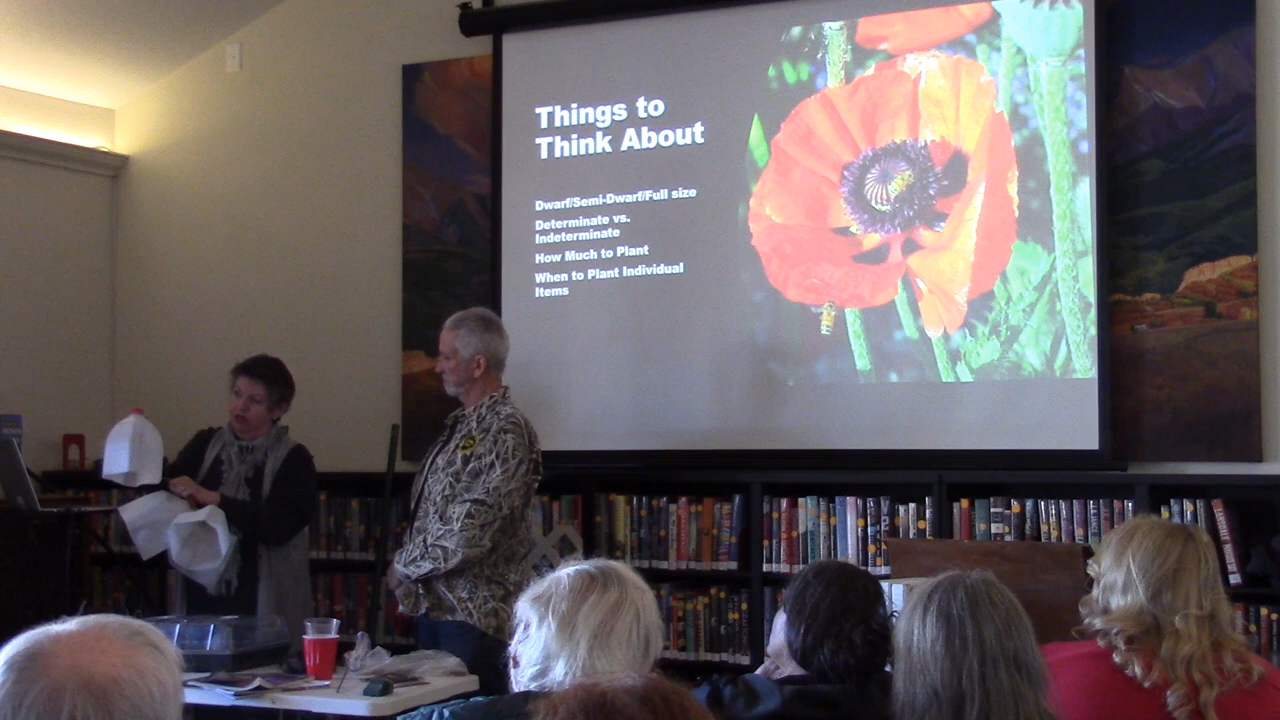 Things to
Think About
Dwarf/Semi-Dwarf/Full size
Determinate vs.
Indeterminate
How Much to Plant
When to Plant Individual
Items